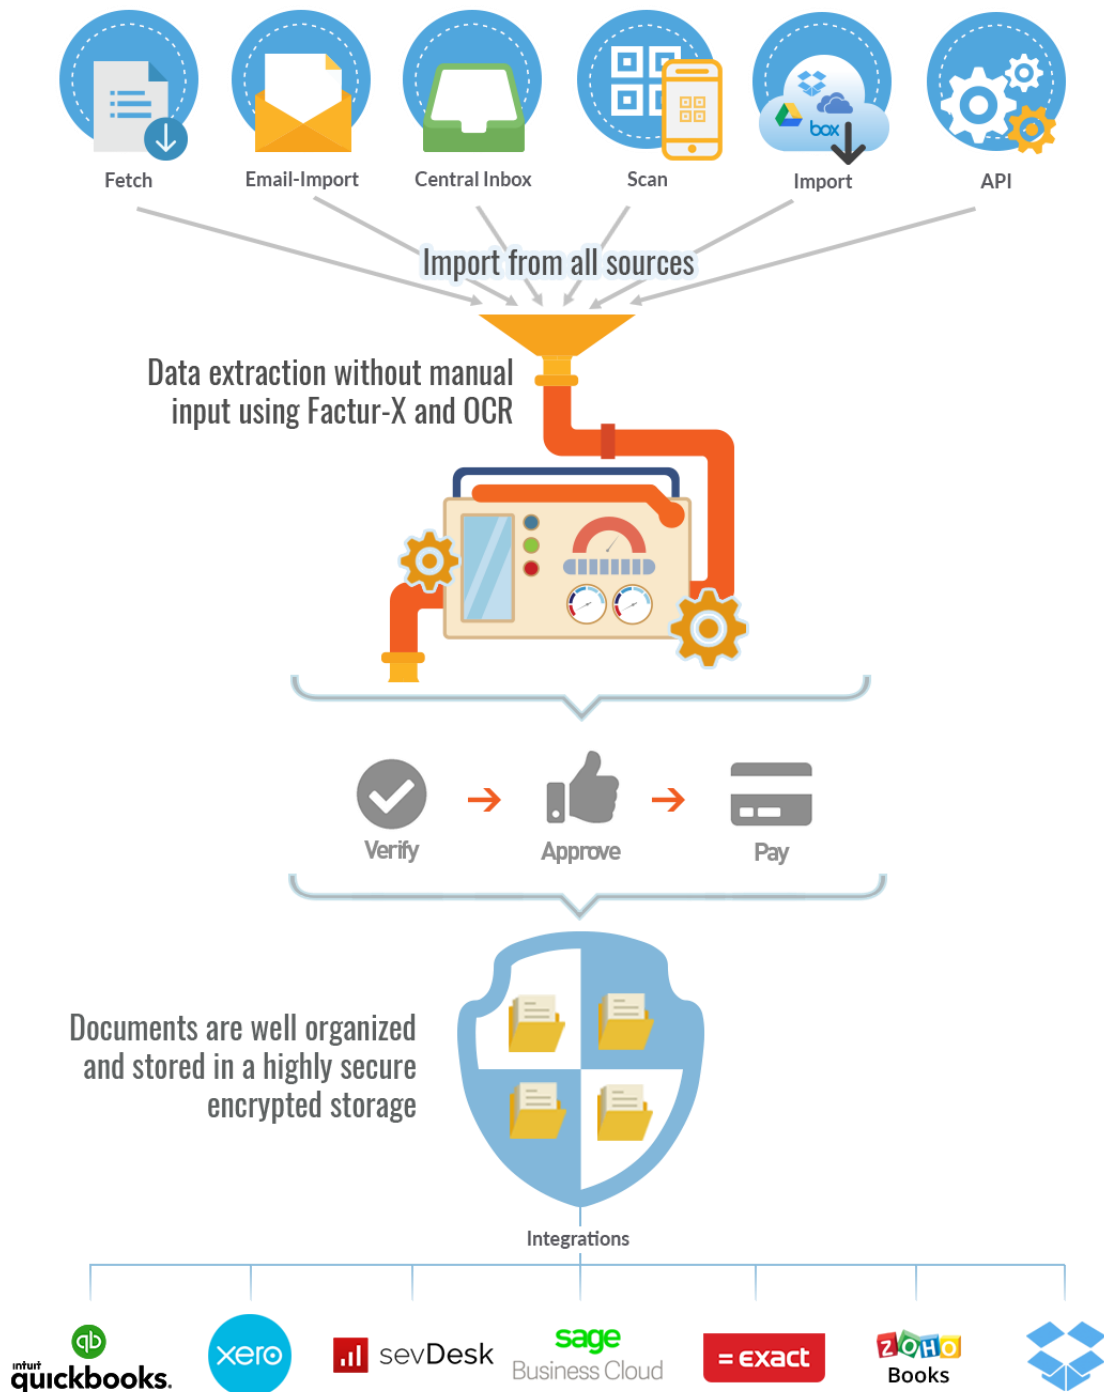 Fetch
Email-Import
Central Inbox
Scan
box
Import
API
Import from all sources
Data extraction without manual
input using Factur-X and OCR
Verify
Approve
Pay
Documents are well organized
and stored in a highly secure
encrypted storage
Integrations
qb
intuit
quickbooks.
xero
sevDesk
sage
Business Cloud
= exact
ZOHO
Books